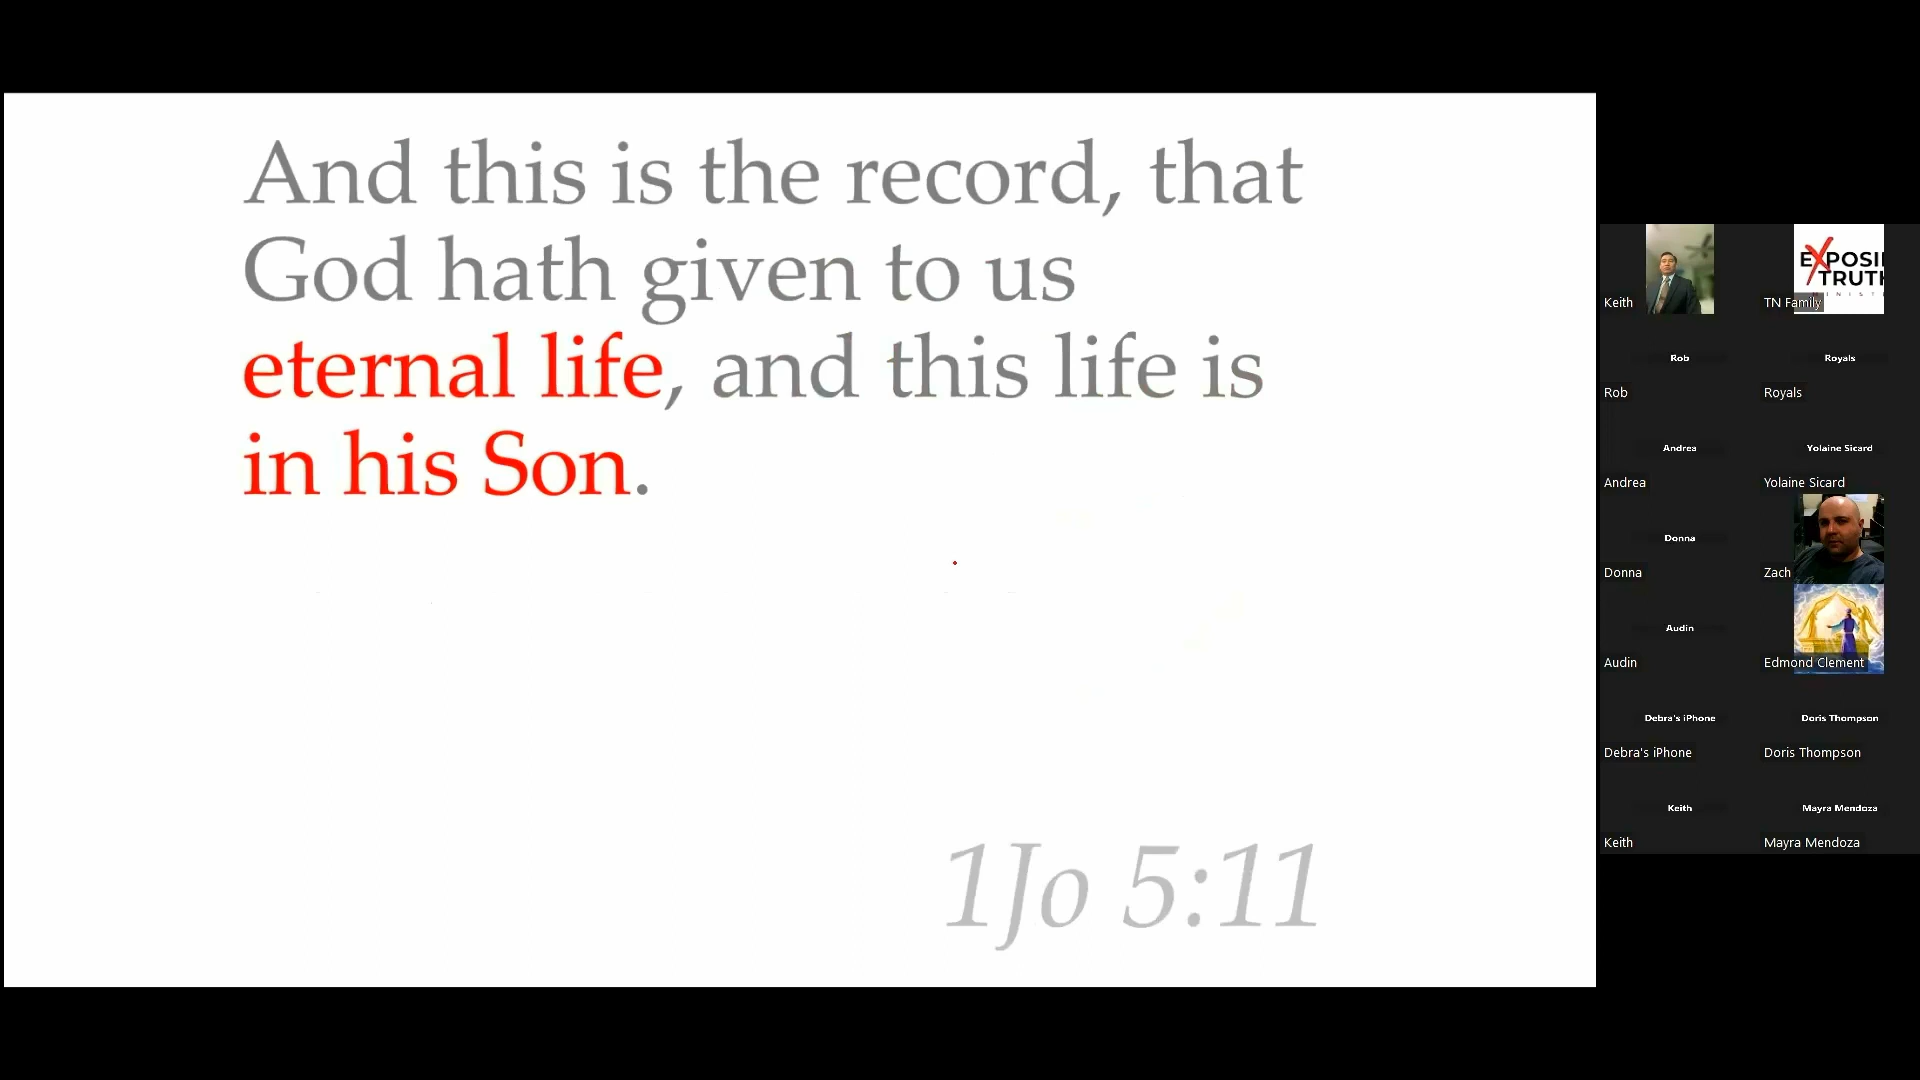 And this is the record, that
God hath given to us
eternal life, and this life is
in his Son.
1Jo 5:11
Keith
EXPOSI
TRUTH
TN Family
Rob
Rob
Royals
Royals
Andrea
Andrea
Yolaine Sicard
Yolaine Sicard
Donna
Donna
Zach
Audin
Audin
Edmond Clement
Debra's iPhone
Debra's iPhone
Doris Thompson
Doris Thompson
Keith
Keith
Mayra Mendoza
Mayra Mendoza